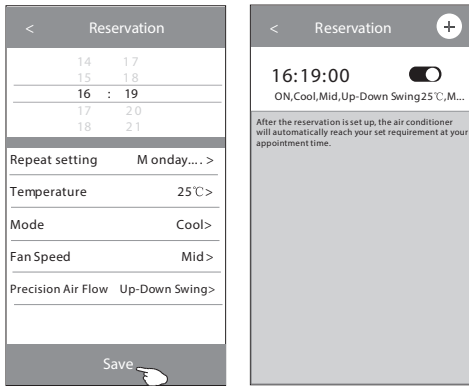 < Reservation
14 17
15 18
16 : 19
17 20
18 21
Repeat setting Monday.... >
Temperature 25℃>
Mode Cool>
Fan Speed Mid>
Precision Air Flow Up-Down Swing>
Save
< Reservation +
16:19:00
ON,Cool,Mid,Up-Down Swing25℃,M...
After the reservation is set up, the air conditioner
will automatically reach your set requirement at your
appointment time.